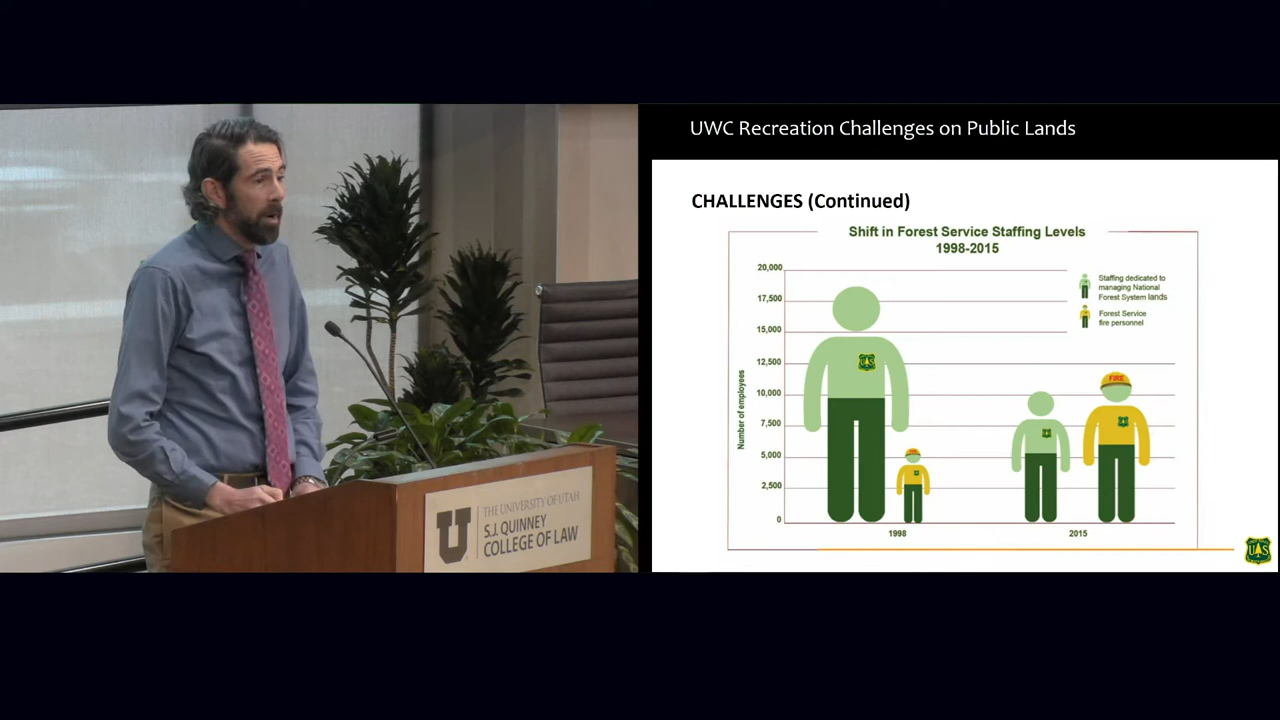 UWC Recreation Challenges on Public Lands
CHALLENGES (Continued)
Shift in Forest Service Staffing Levels
1998-2015
20,000
17,500
15,000
12,500
10,000
7,500
5,000
2,500
0
Number of employees
Staffing dedicated to
managing National
Forest System lands
Forest Service
fire personnel
UAS
FIRE
1998
2015
UAS
U
THE UNIVERSITY OF UTAH
S.J. QUINNEY
COLLEGE OF LAW